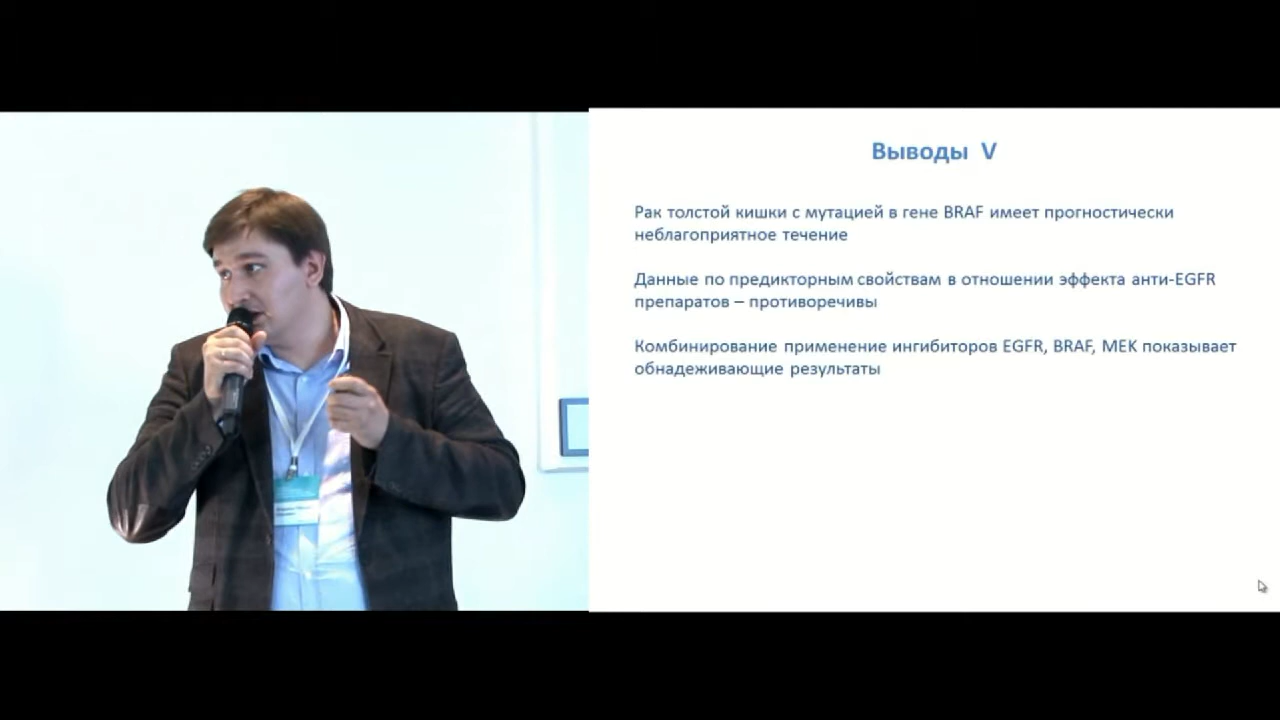 Выводы V
Рак толстой кишки с мутацией в гене BRAF имеет прогностически
неблагоприятное течение
Данные по предикторным свойствам в отношении эффекта анти-EGFR
препаратов – противоречивы
Комбинирование применение ингибиторов EGFR, BRAF, MEK показывает
обнадеживающие результаты